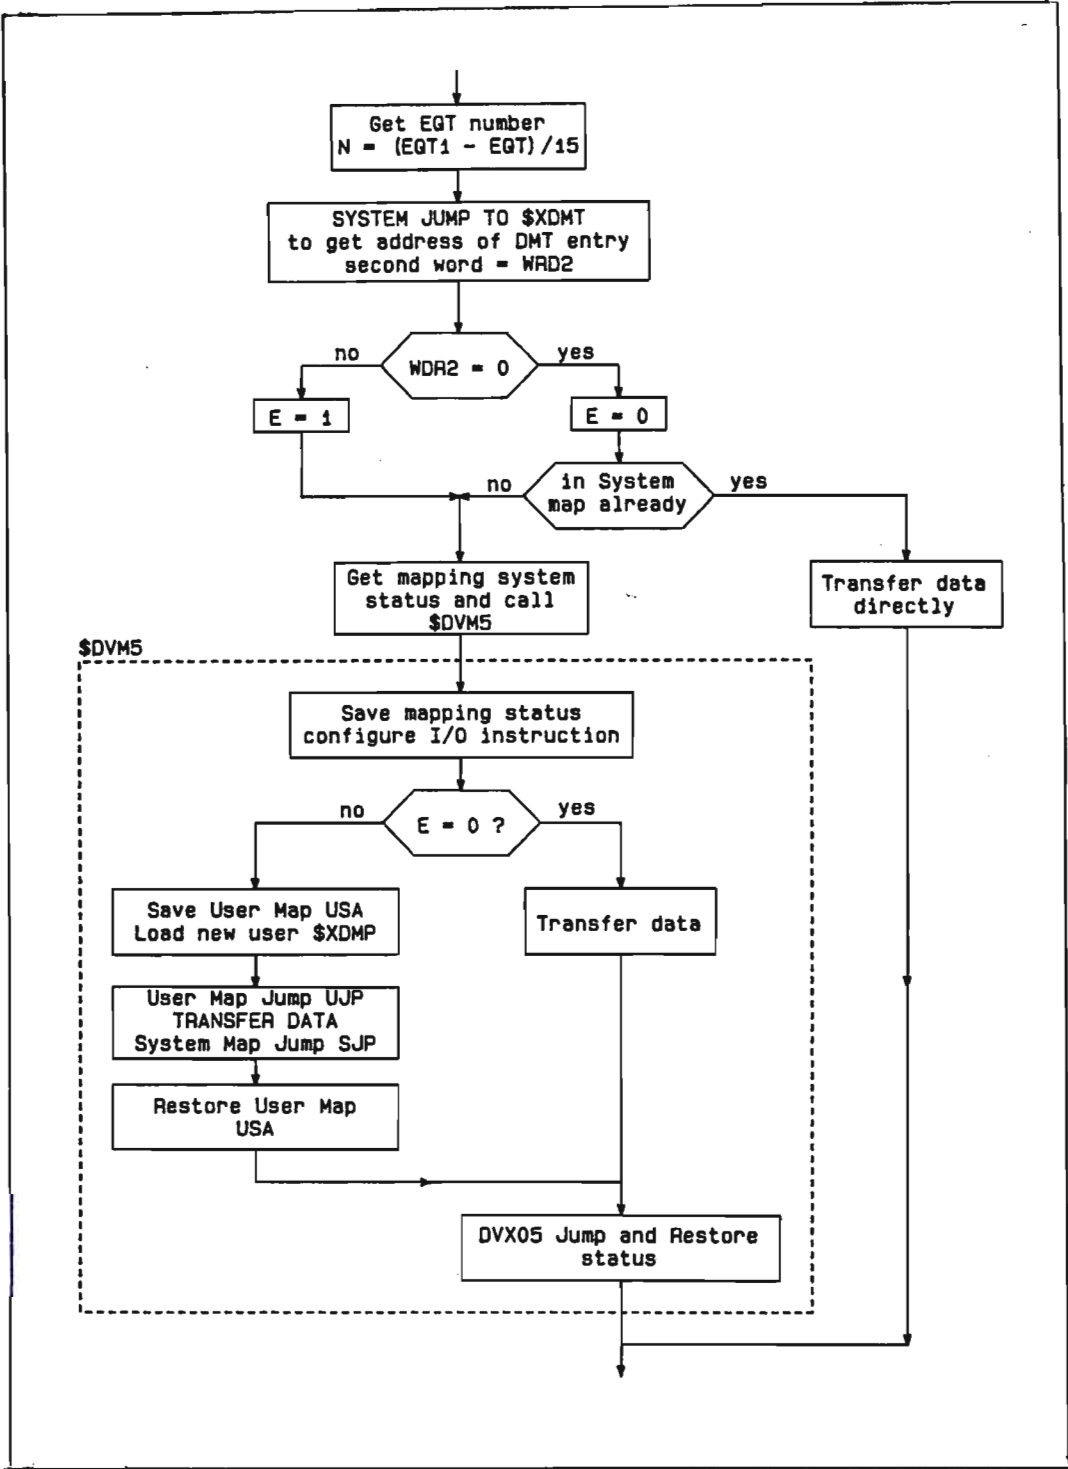 Get EQT number
N = (EQT1 - EQT)/15
SYSTEM JUMP TO $XDMT
to get address of DMT entry
second word = WRD2
no
WDR2 = 0
yes
E = 1
E = 0
no
in System
map already
yes
Get mapping system
status and call
$DVM5
Transfer data
directly
$DVM5
Save mapping status
configure I/O instruction
no
E = 0 ?
yes
Save User Map USA
Load new user $XDMP
Transfer data
User Map Jump UJP
TRANSFER DATA
System Map Jump SJP
Restore User Map
USA
DVX05 Jump and Restore
status